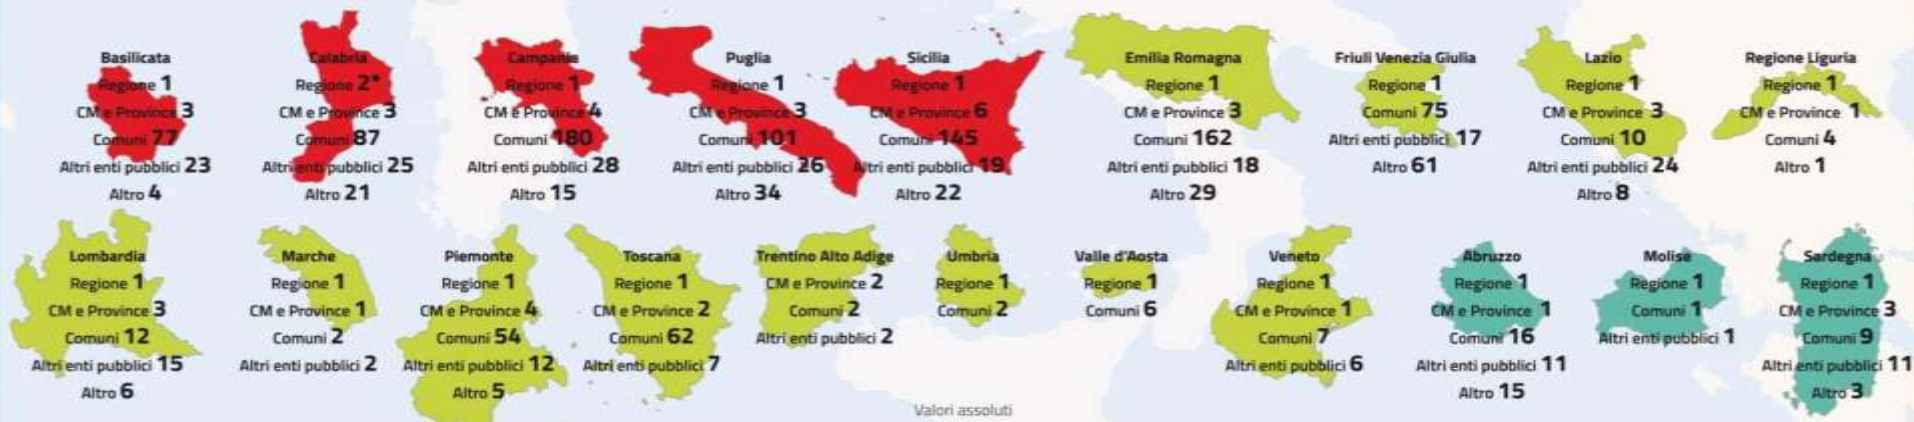 Basilicata
Regione 1
CM e Province 3
Comuni 77
Altri enti pubblici 23
Altro 4
Calabria
Regione 2*
CM e Province 3
Comuni 87
Altri enti pubblici 25
Altro 21
Campania
Regione 1
CM e Province 4
Comuni 180
Altri enti pubblici 28
Altro 15
Puglia
Regione 1
CM e Province 3
Comuni 101
Altri enti pubblici 26
Altro 34
Sicilia
Regione 1
CM e Province 6
Comuni 145
Altri enti pubblici 19
Altro 22
Emilia Romagna
Regione 1
CM e Province 3
Comuni 162
Altri enti pubblici 18
Altro 29
Friuli Venezia Giulia
Regione 1
Comuni 75
Altri enti pubblici 17
Altro 61
Lazio
Regione 1
CM e Province 3
Comuni 10
Altri enti pubblici 24
Altro 8
Regione Liguria
Regione 1
CM e Province 1
Comuni 4
Altro 1
Lombardia
Regione 1
CM e Province 3
Comuni 12
Altri enti pubblici 15
Altro 6
Marche
Regione 1
CM e Province 1
Comuni 2
Altri enti pubblici 2
Piemonte
Regione 1
CM e Province 4
Comuni 54
Altri enti pubblici 12
Altro 5
Toscana
Regione 1
CM e Province 2
Comuni 62
Altri enti pubblici 7
Trentino Alto Adige
CM e Province 2
Comuni 2
Altri enti pubblici 2
Umbria
Regione 1
Comuni 2
Valle d'Aosta
Regione 1
Comuni 6
Veneto
Regione 1
CM e Province 1
Comuni 7
Altri enti pubblici 6
Abruzzo
Regione 1
CM e Province 1
Comuni 16
Altri enti pubblici 11
Altro 15
Molise
Regione 1
Comuni 1
Altri enti pubblici 1
Sardegna
Regione 1
CM e Province 3
Comuni 9
Altri enti pubblici 11
Altro 3
Valori assoluti